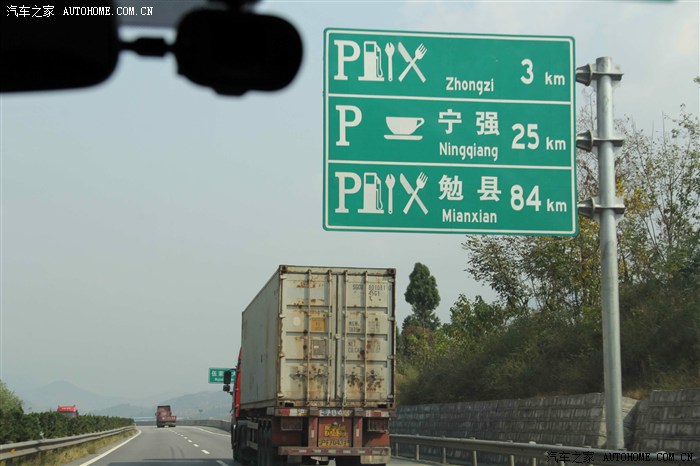 汽车之家 AUTOHOME.COM.CN
P Zhongzi 3 km
P 宁强 Ningqiang 25 km
P 勉县 Mianxian 84 km
汽车之家 AUTOHOME.COM.CN